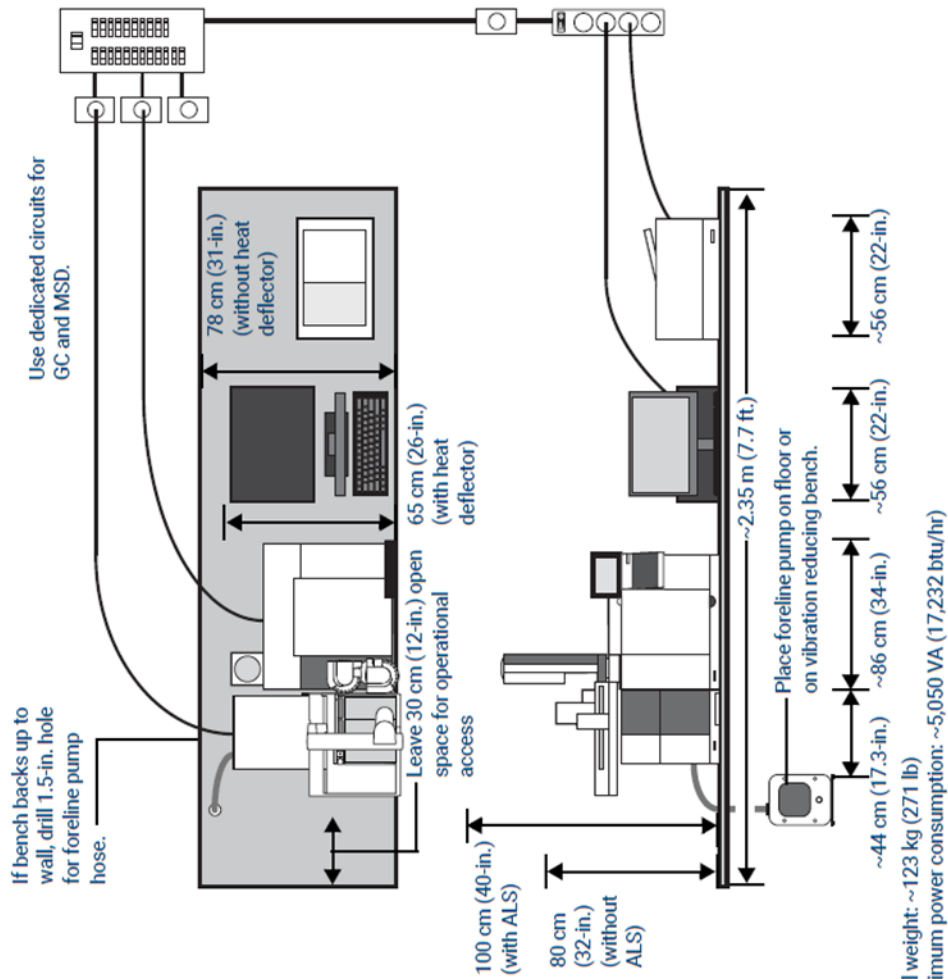 If bench backs up to
wall, drill 1.5-in. hole
for foreline pump
hose.
Use dedicated circuits for
GC and MSD.
78 cm (31-in.)
(without heat
deflector)
65 cm (26-in.)
(with heat
deflector)
Leave 30 cm (12-in.) open
space for operational
access
100 cm (40-in.)
(with ALS)
80 cm
(32-in.)
(without
ALS)
~2.35 m (7.7 ft.)
Place foreline pump on floor or
on vibration reducing bench.
~44 cm (17.3-in.)
~86 cm (34-in.)
~56 cm (22-in.)
~56 cm (22-in.)
weight: ~123 kg (271 lb)
power consumption: ~5,050 VA (17,232 btu/hr)